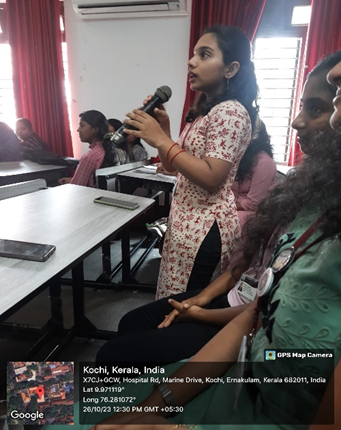 GPS Map Camera
Kochi, Kerala, India
X7CJ+GCW, Hospital Rd, Marine Drive, Kochi, Ernakulam, Kerala 682011, India
Lat 9.971119°
Long 76.281072°
26/10/23 12:30 PM GMT +05:30
Google